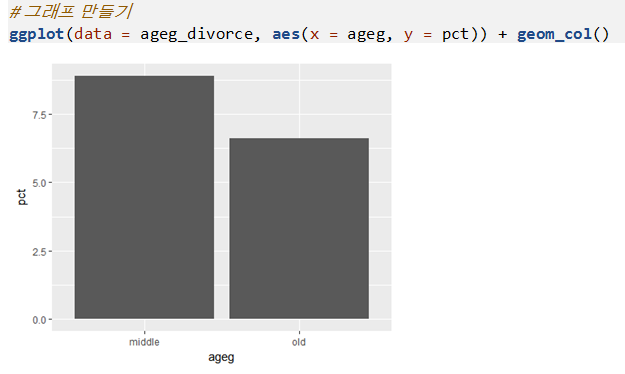 #그래프 만들기
ggplot(data = ageg_divorce, aes(x = ageg, y = pct)) + geom_col()
7.5
5.0
pct
2.5
0.0
middle old
ageg